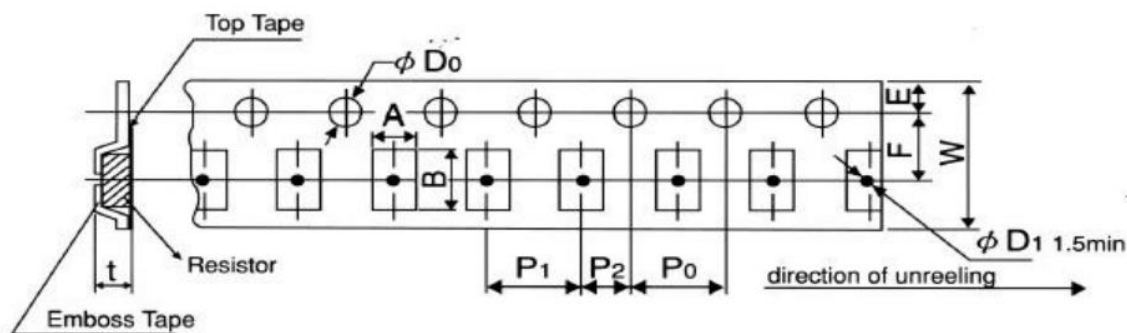 Top Tape
ϕ D0
A
B
E
F
W
ϕ D1 1.5min
P1
P2
P0
direction of unreeling
t
Resistor
Emboss Tape